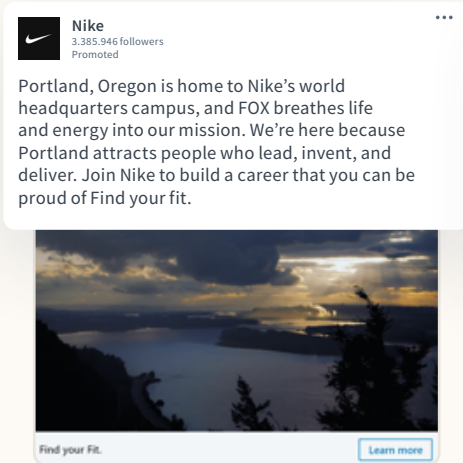 Nike
3.385.946 followers
Promoted
Portland, Oregon is home to Nike’s world
headquarters campus, and FOX breathes life
and energy into our mission. We’re here because
Portland attracts people who lead, invent, and
deliver. Join Nike to build a career that you can be
proud of Find your fit.
Find your Fit.
Learn more